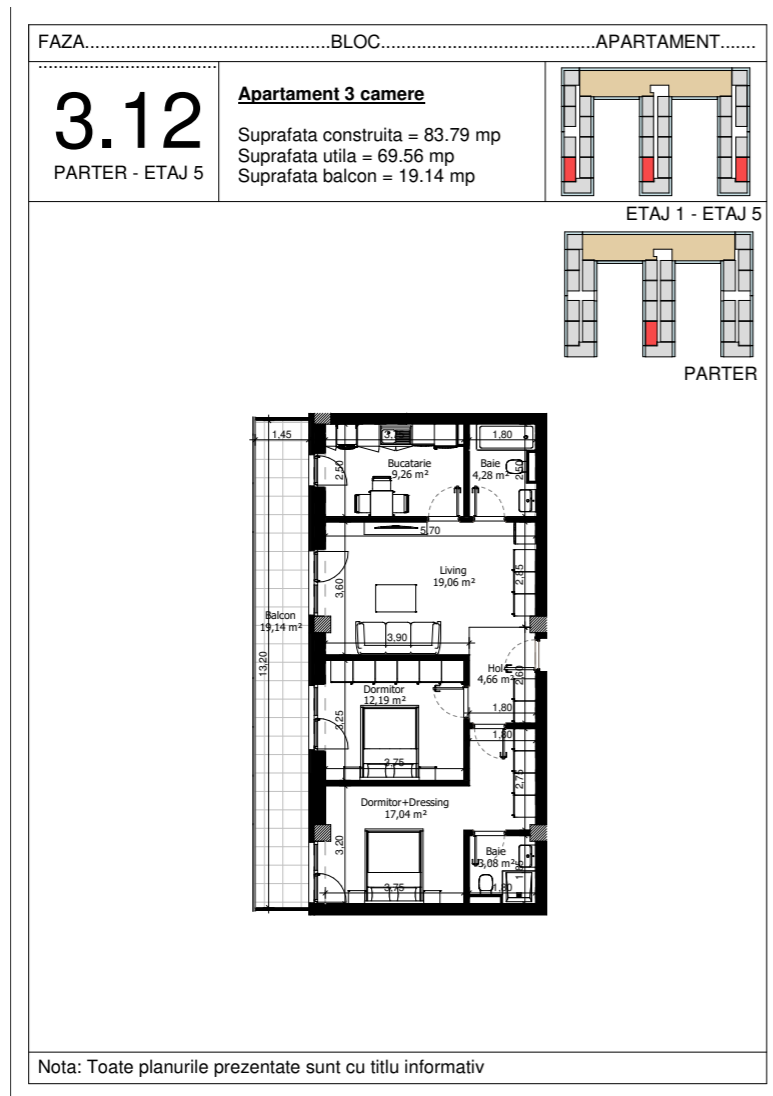 FAZA...............................................BLOC.........................................APARTAMENT.......
..................................
3.12
PARTER - ETAJ 5
Apartament 3 camere
Suprafata construita = 83.79 mp
Suprafata utila = 69.56 mp
Suprafata balcon = 19.14 mp
ETAJ 1 - ETAJ 5
PARTER
1.45
1,80
Bucatarie
9,26 m²
2,50
Baie
4,28 m²
2,50
5,70
Living
19,06 m²
3,60
2,85
Balcon
19,14 m²
13,20
3,90
Hol
4,66 m²
2,60
1,80
Dormitor
12,19 m²
3,25
3,75
1,80
2,75
Dormitor+Dressing
17,04 m²
3,20
3,75
Baie
3,08 m²
1,80
Nota: Toate planurile prezentate sunt cu titlu informativ